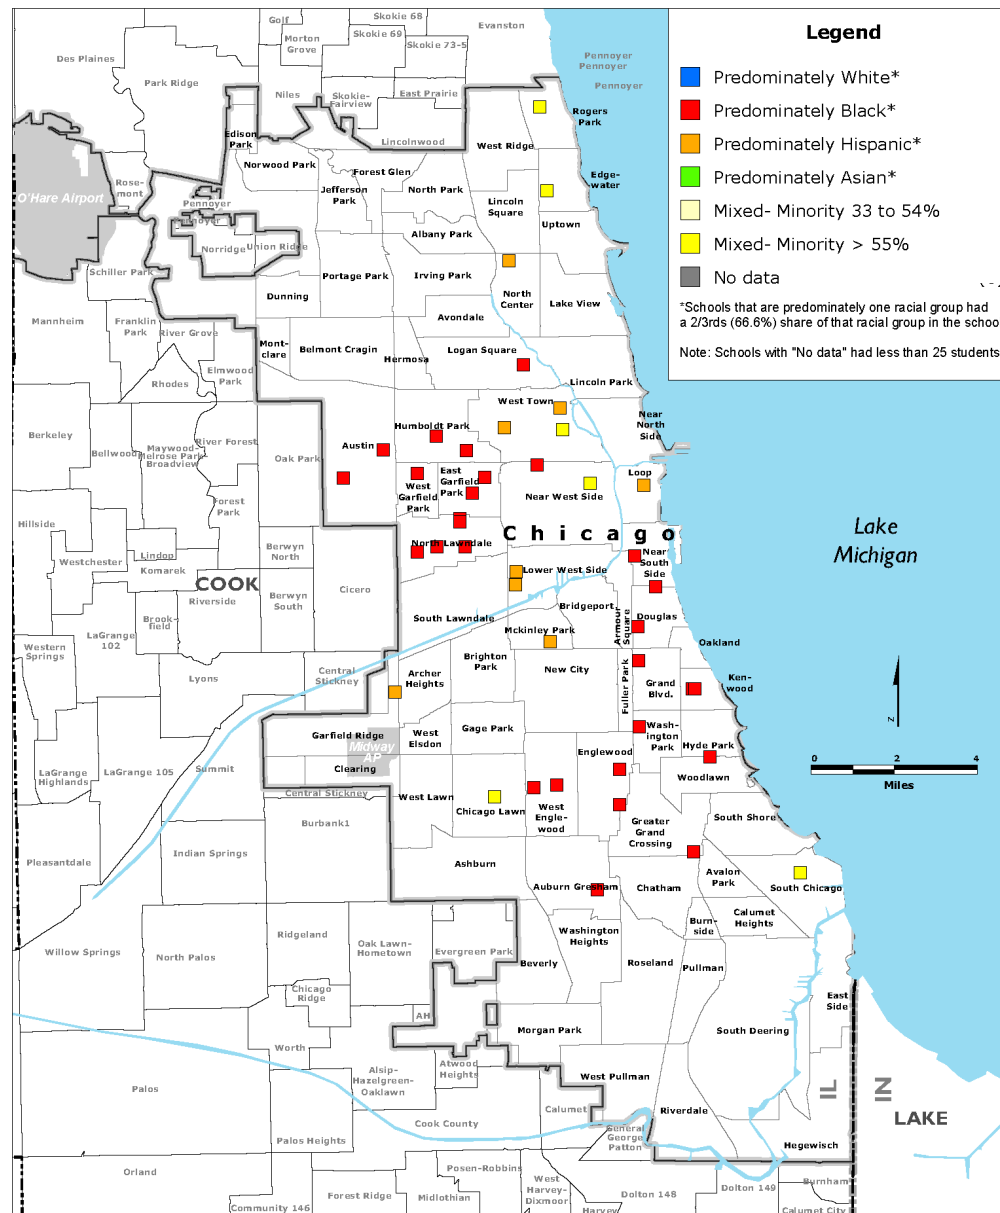 Skokie 68
Golf
Skokie 69
Evanston
Morton
Grove
Skokie 73-5
Des Plaines
Pennoyer
Pennoyer
Pennoyer
Park Ridge
Niles
Skokie-
Fairview
East Prairie
Rogers
Park
Edison
Park
Lincolnwood
West Ridge
Norwood Park
Forest Glen
Edge-
water
O'Hare Airport
Rose-
mont
Jefferson
Park
North Park
Pennoyer
Lincoln
Square
Pennoyer
Uptown
Albany Park
Norridge
Union Ridge
Schiller Park
Portage Park
Irving Park
Dunning
North
Center
Lake View
Mannheim
Franklin
Park
River Grove
Avondale
Mont-
clare
Belmont Cragin
Hermosa
Logan Square
Elmwood
Park
Rhodes
Lincoln Park
West Town
Near
North
Side
Berkeley
Humboldt Park
River Forest
Maywood-
Melrose Park-
Broadview
Bellwood
Oak Park
Austin
East
Garfield
Park
Loop
West
Garfield
Park
Near West Side
Forest
Park
Hillside
Chicago
Lake
Michigan
North Lawndale
Berwyn
North
Westchester
Lindop
Komarek
Near
South
Side
Lower West Side
COOK
Cicero
Riverside
Berwyn
South
Bridgeport
South Lawndale
Armour
Square
Douglas
Brook-
field
LaGrange
102
Mckinley Park
Oakland
Western
Springs
Brighton
Park
New City
Lyons
Central
Stickney
Archer
Heights
Fuller Park
Grand
Blvd.
Ken-
wood
Gage Park
Wash-
ington
Park
Garfield Ridge
West
Elsdon
Midway
AP
Englewood
Hyde Park
Clearing
LaGrange
Highlands
LaGrange 105
Summit
Woodlawn
Central Stickney
West Lawn
Chicago Lawn
West
Engle-
wood
South Shore
Burbank1
Greater
Grand
Crossing
Pleasantdale
Indian Springs
Ashburn
Avalon
Park
Auburn Gresham
Chatham
South Chicago
Calumet
Heights
Burn-
side
Washington
Heights
Ridgeland
Oak Lawn-
Hometown
Evergreen Park
Willow Springs
North Palos
Beverly
Roseland
Pullman
Chicago
Ridge
East
Side
AH
Morgan Park
South Deering
Worth
Alsip-
Hazelgreen-
Oaklawn
Atwood
Heights
West Pullman
Palos
IL
IN
Calumet
Riverdale
LAKE
Cook County
Palos Heights
General
George
Patton
Hegewisch
Orland
Posen-Robbins
West
Harvey-
Dixmoor
Forest Ridge
Midlothian
Dolton 148
Dolton 149
Burnham
Community 146
Harvey
Calumet City
Legend
Predominately White*
Predominately Black*
Predominately Hispanic*
Predominately Asian*
Mixed- Minority 33 to 54%
Mixed- Minority > 55%
No data
*Schools that are predominately one racial group had
a 2/3rds (66.6%) share of that racial group in the schoo
Note: Schools with "No data" had less than 25 students
N
0 2 4
Miles